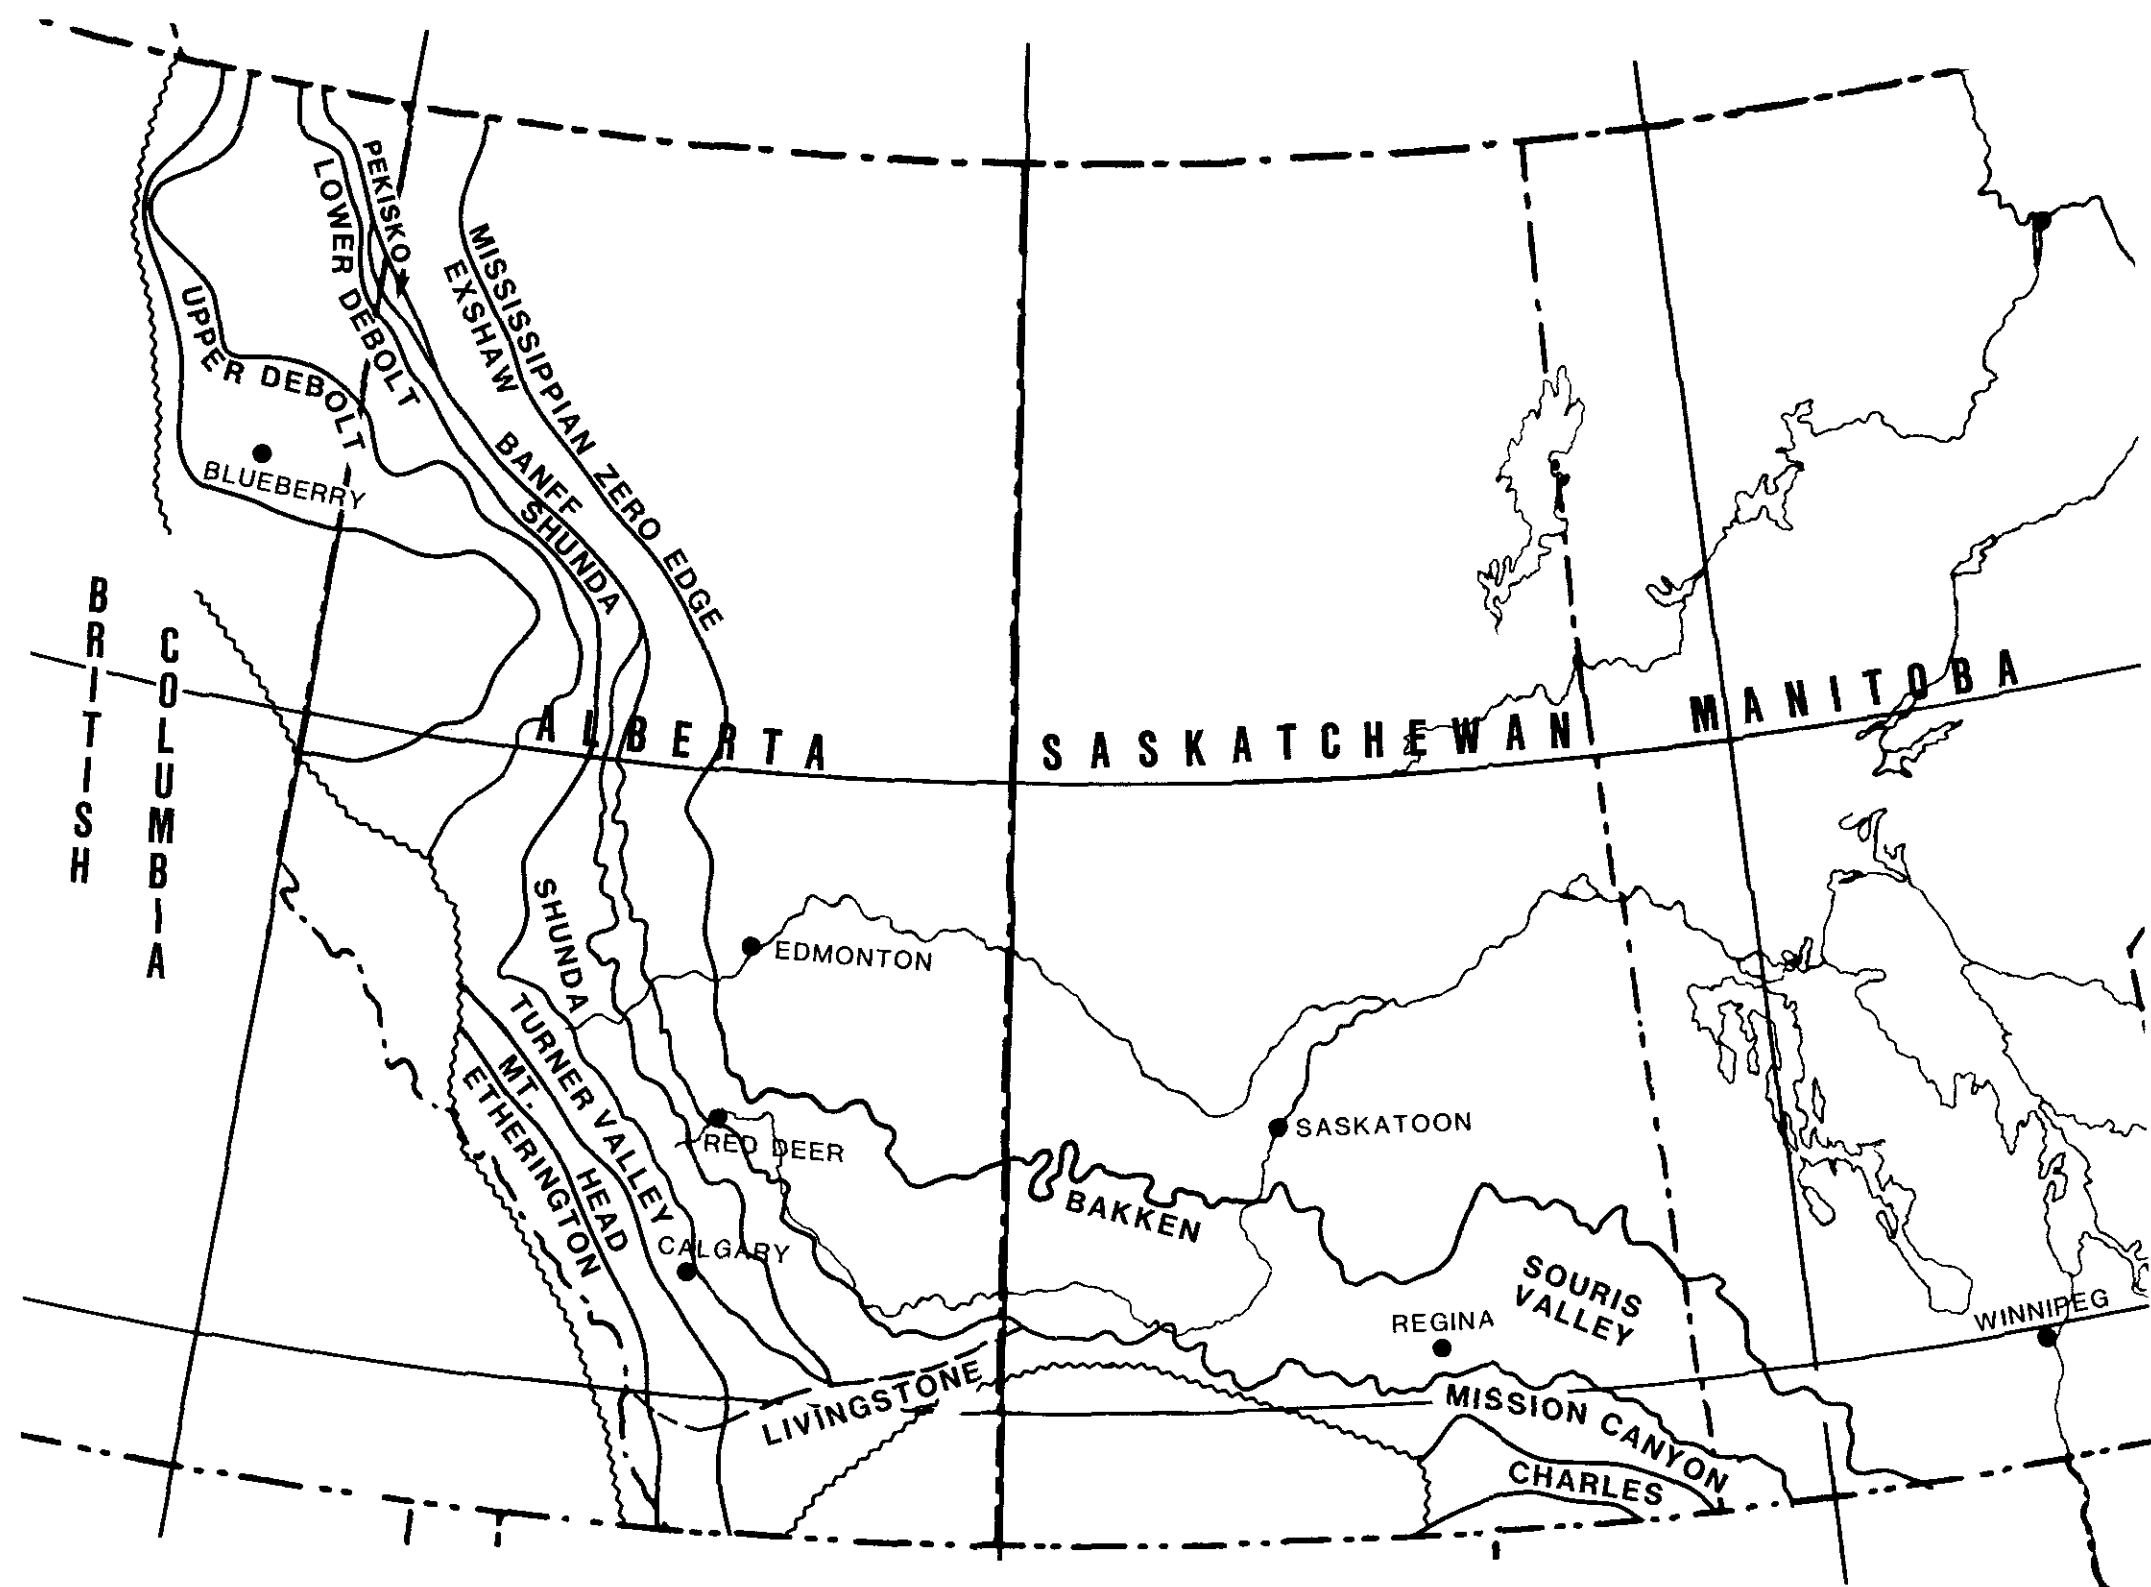 PEKISKO
LOWER DEBOLT
MISSISSIPPIAN ZERO EDGE
EXSHAW
UPPER DEBOLT
BLUEBERRY
BANFF
SHUNDA
BRITISH
COLUMBIA
ALBERTA
SASKATCHEWAN
MANITOBA
SHUNDA
EDMONTON
TURNER VALLEY
MT. HEAD
ETHERINGTON
RED DEER
SASKATOON
BAKKEN
CALGARY
SOURIS
VALLEY
REGINA
WINNIPEG
LIVINGSTONE
MISSION CANYON
CHARLES